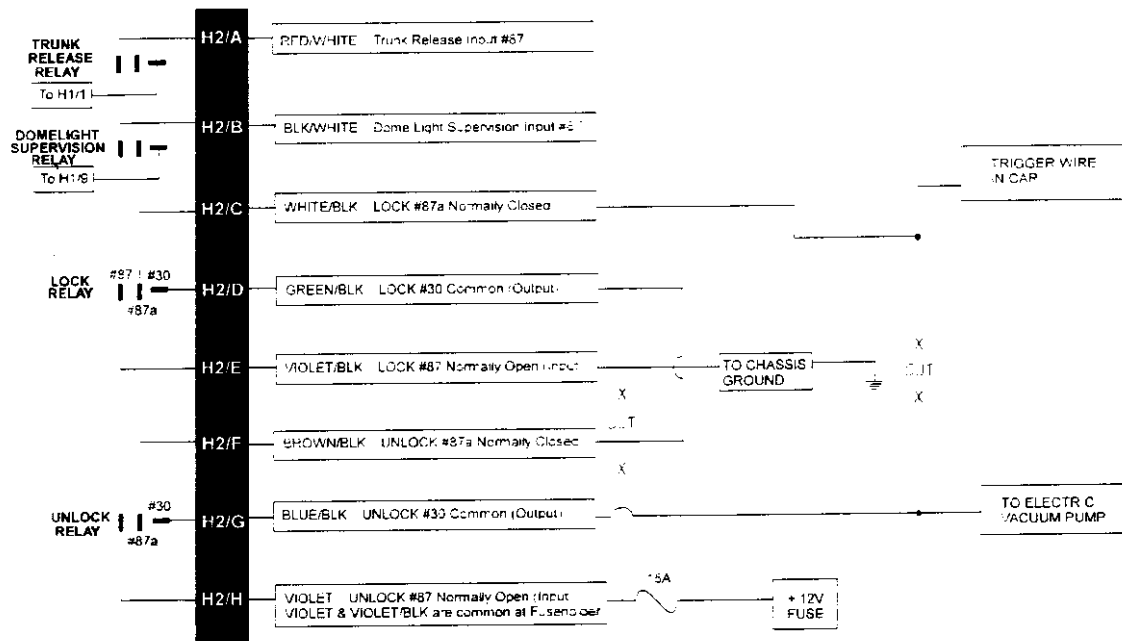 H2/A
RED/WHITE Trunk Release Input #87
TRUNK
RELEASE
RELAY
To H1/1
H2/B
BLK/WHITE Dome Light Supervision Input
DOMELIGHT
SUPERVISION
RELAY
To H1/9
TRIGGER WIRE
IN CAR
H2/C
WHITE/BLK LOCK #87a Normally Closed
LOCK
RELAY
#87 #30
#87a
H2/D
GREEN/BLK LOCK #30 Common (Output)
H2/E
VIOLET/BLK LOCK #87 Normally Open (Input
TO CHASSIS
GROUND
X
CUT
X
X
X
H2/F
BROWN/BLK UNLOCK #87a Normally Closed
UNLOCK
RELAY
#30
#87a
H2/G
BLUE/BLK UNLOCK #30 Common (Output)
TO ELECTRIC
VACUUM PUMP
H2/H
VIOLET UNLOCK #87 Normally Open (Input
VIOLET & VIOLET/BLK are common at Fuseholder
15A
+ 12V
FUSE